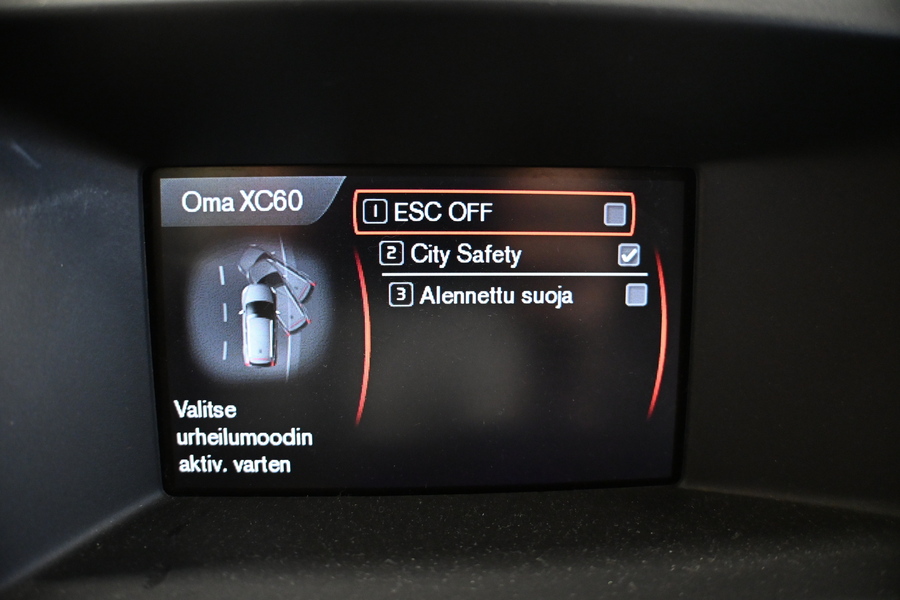 Oma XC60
1 ESC OFF
2 City Safety
3 Alennettu suoja
Valitse
urheilumoodin
aktiv. varten